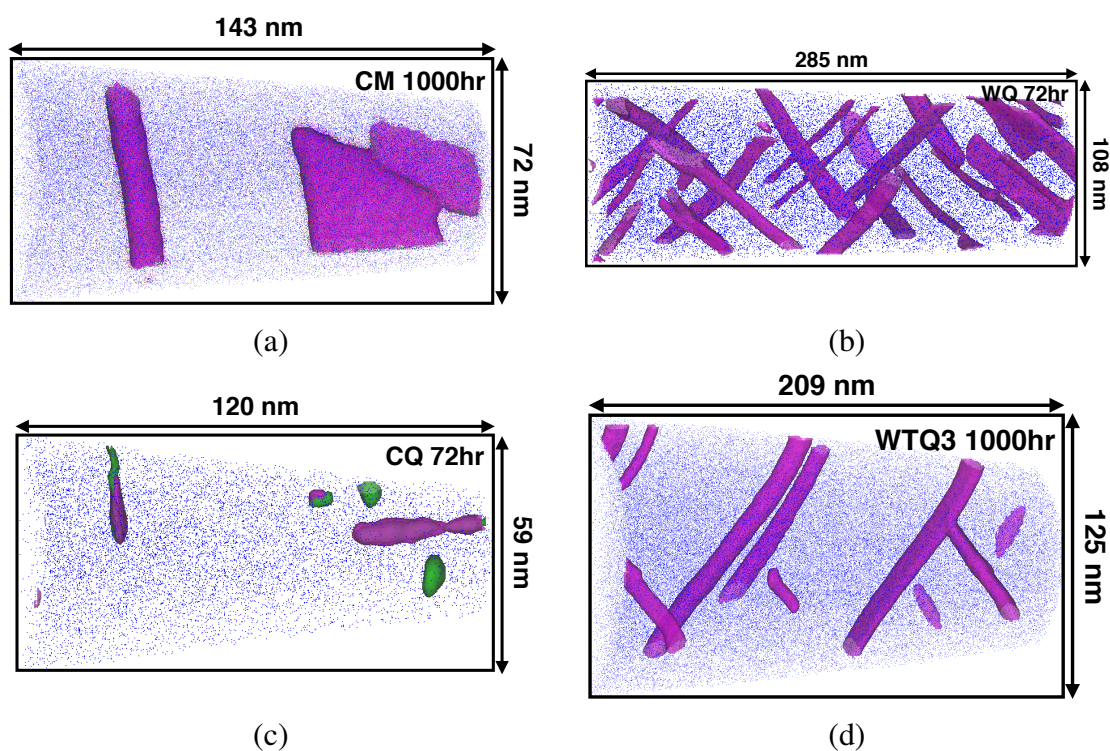 143 nm
CM 1000hr
72 nm
(a)
285 nm
WQ 72hr
108 nm
(b)
120 nm
CQ 72hr
59 nm
(c)
209 nm
WTQ3 1000hr
125 nm
(d)